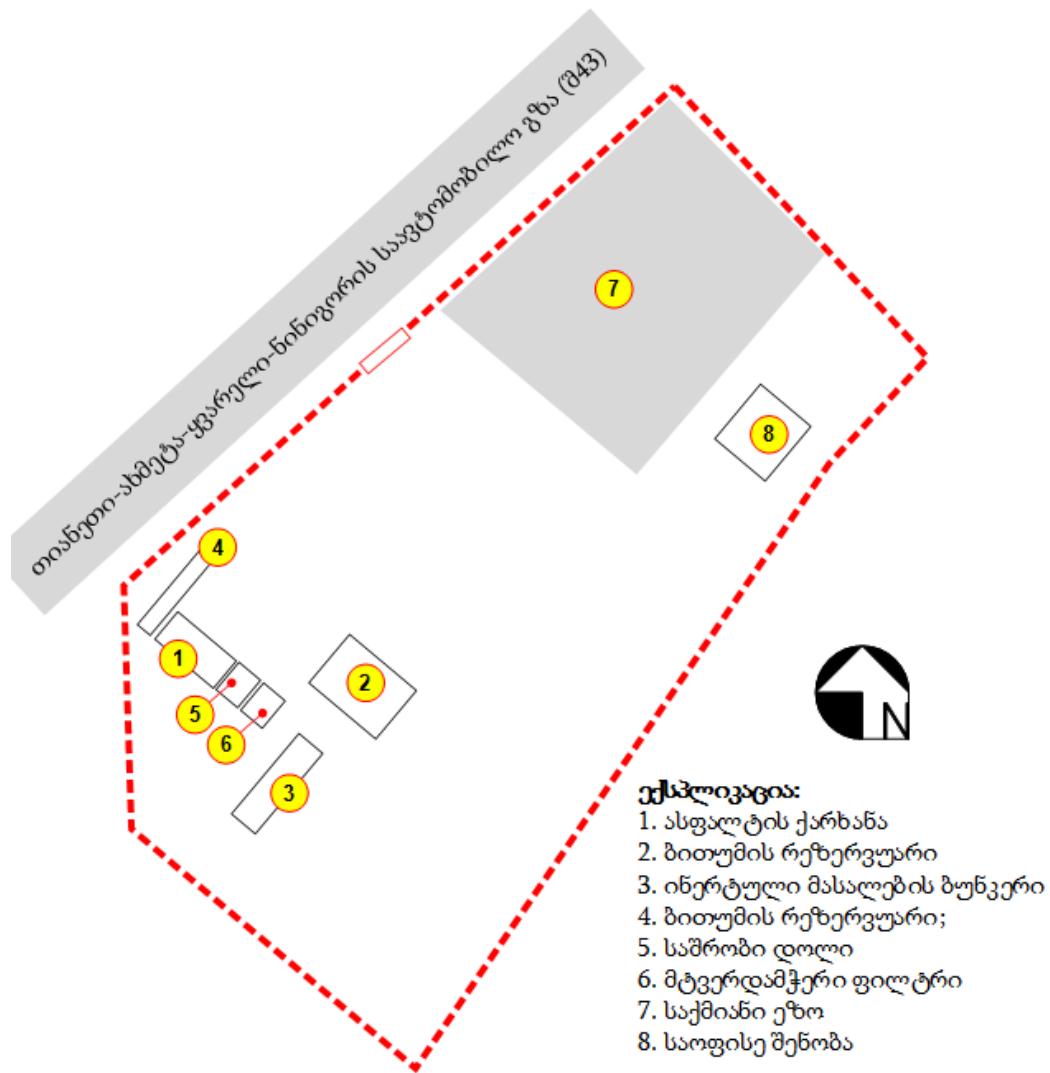 თიანეთი-ახმეტა-ყვარელი-ნინიგორის საავტომობილო გზა (შ43)
7
8
4
1
2
5
6
3
N
ექსპლიკაცია:
1. ასფალტის ქარხანა
2. ბითუმის რეზერვუარი
3. ინერტული მასალების ბუნკერი
4. ბითუმის რეზერვუარი;
5. საშრობი დოლი
6. მტვერდამჭერი ფილტრი
7. საქმიანი ეზო
8. საოფისე შენობა